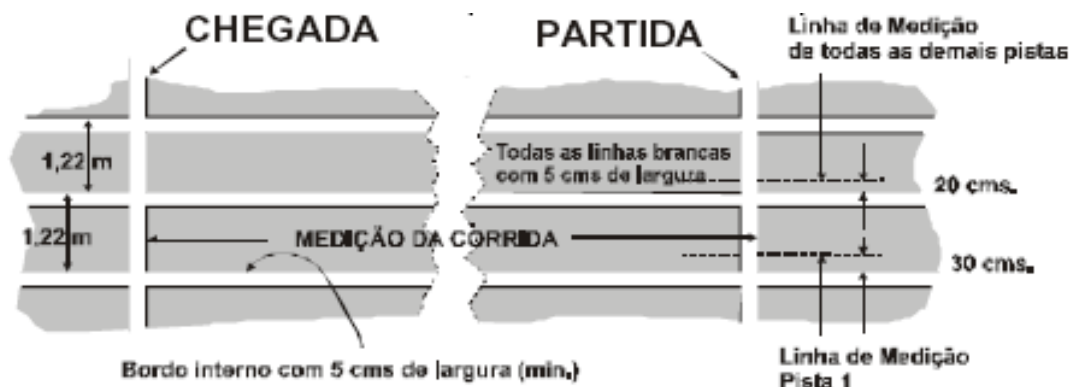 CHEGADA
PARTIDA
Linha de Medição
de todas as demais pistas
1,22 m
Todas as linhas brancas
com 5 cms de largura
20 cms.
1,22 m
MEDIÇÃO DA CORRIDA
30 cms.
Bordo interno com 5 cms de largura (min.)
Linha de Medição
Pista 1